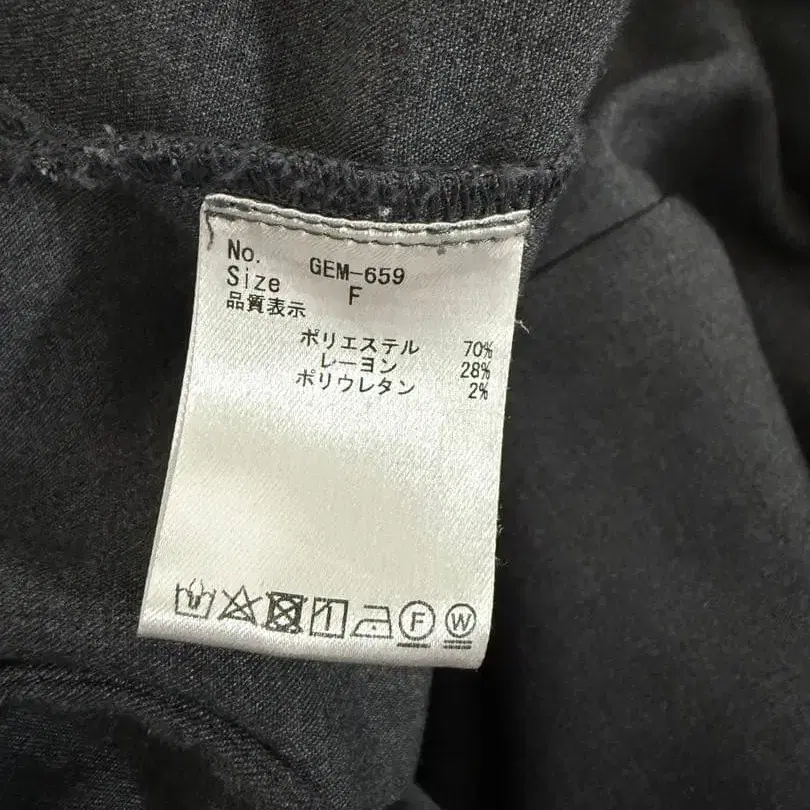 No. GEM-659
Size F
品質表示
ポリエステル 70%
レーヨン 28%
ポリウレタン 2%
F W